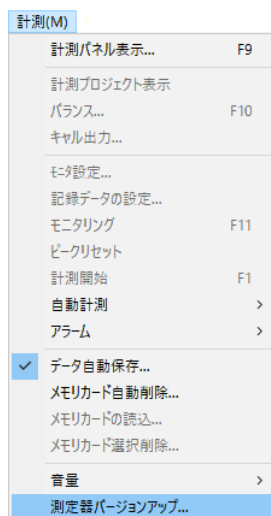 計測(M)
計測パネル表示... F9
計測プロジェクト表示
バランス... F10
キャル出力...
モニタ設定...
記録データの設定...
モニタリング F11
ピークリセット
計測開始 F1
自動計測
アラーム
データ自動保存...
メモリカード自動削除...
メモリカードの読込...
メモリカード選択削除...
音量
測定器バージョンアップ...